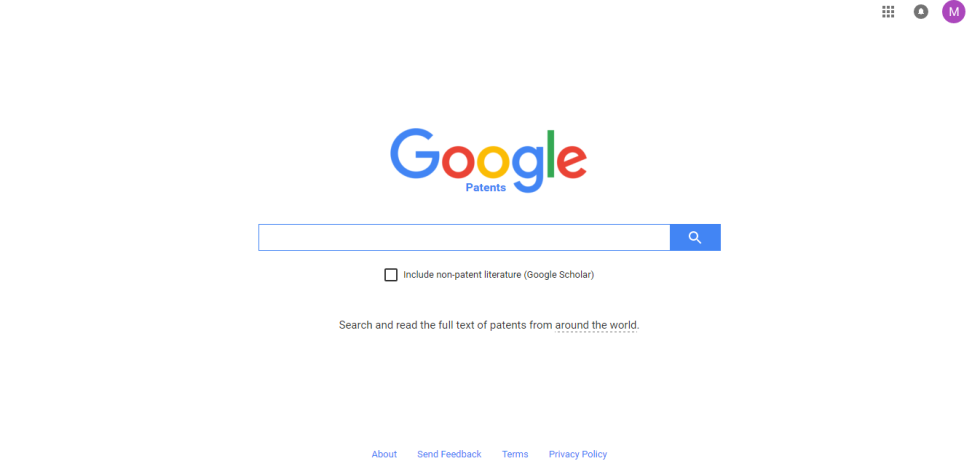 M
Google
Patents
Include non-patent literature (Google Scholar)
Search and read the full text of patents from around the world.
About Send Feedback Terms Privacy Policy